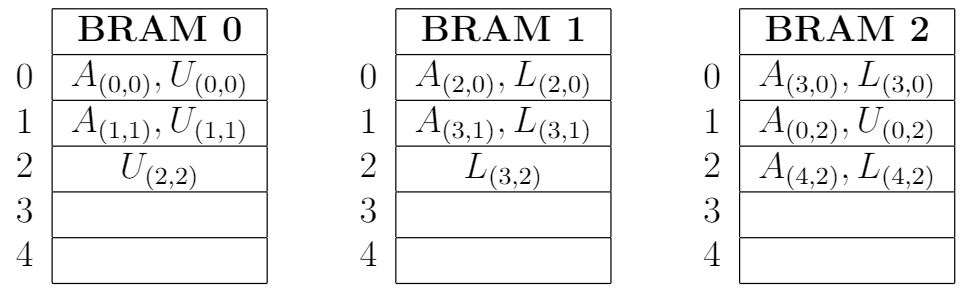 BRAM 0 BRAM 1 BRAM 2
0 A(0,0), U(0,0) 0 A(2,0), L(2,0) 0 A(3,0), L(3,0)
1 A(1,1), U(1,1) 1 A(3,1), L(3,1) 1 A(0,2), U(0,2)
2 U(2,2) 2 L(3,2) 2 A(4,2), L(4,2)
3 3 3
4 4 4